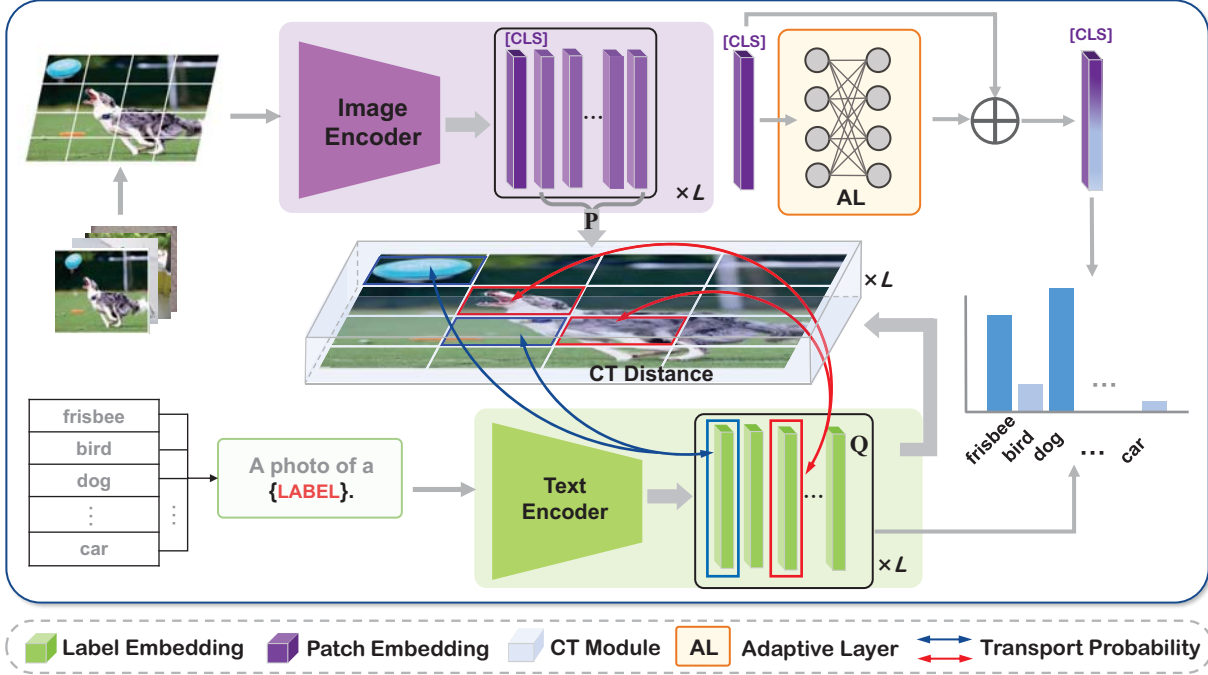 [CLS]
Image
Encoder
...
×L
P
[CLS]
AL
[CLS]
×L
CT Distance
frisbee
bird
dog
⋮
car
⋮
A photo of a
{LABEL}.
Text
Encoder
Q
...
×L
...
frisbee
bird
dog
...
car
Label Embedding
Patch Embedding
CT Module
AL
Adaptive Layer
Transport Probability